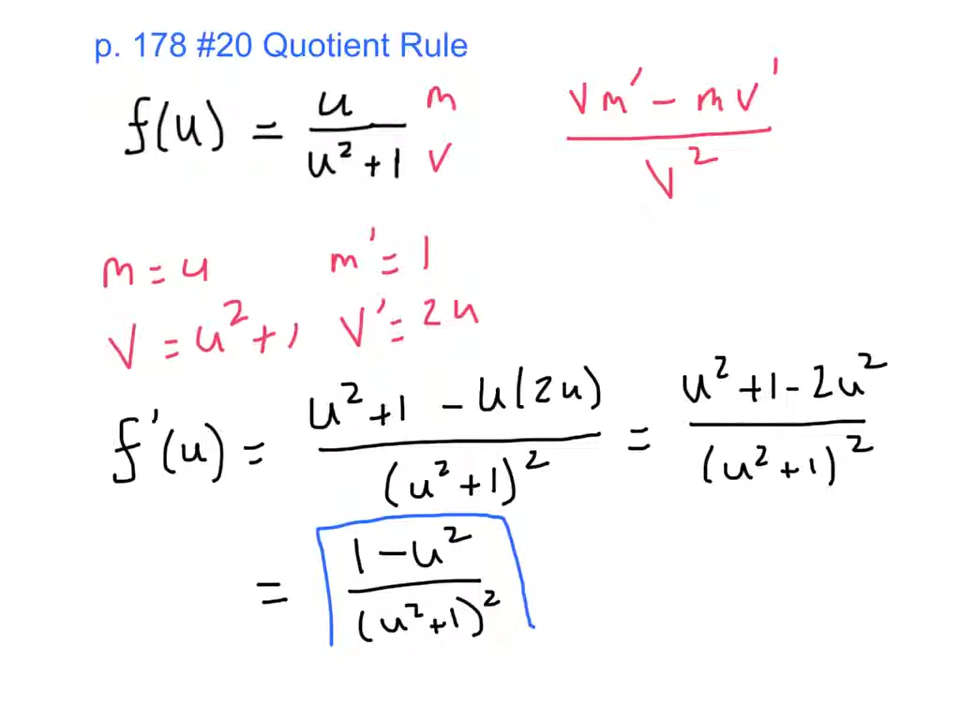 p. 178 #20 Quotient Rule
f(u) = u / u² + 1 m v
vm' - mv' / v²
m = u m' = 1
v = u² + 1 v' = 2u
f'(u) = u² + 1 - u(2u) / (u² + 1)² = u² + 1 - 2u² / (u² + 1)²
= 1 - u² / (u² + 1)²